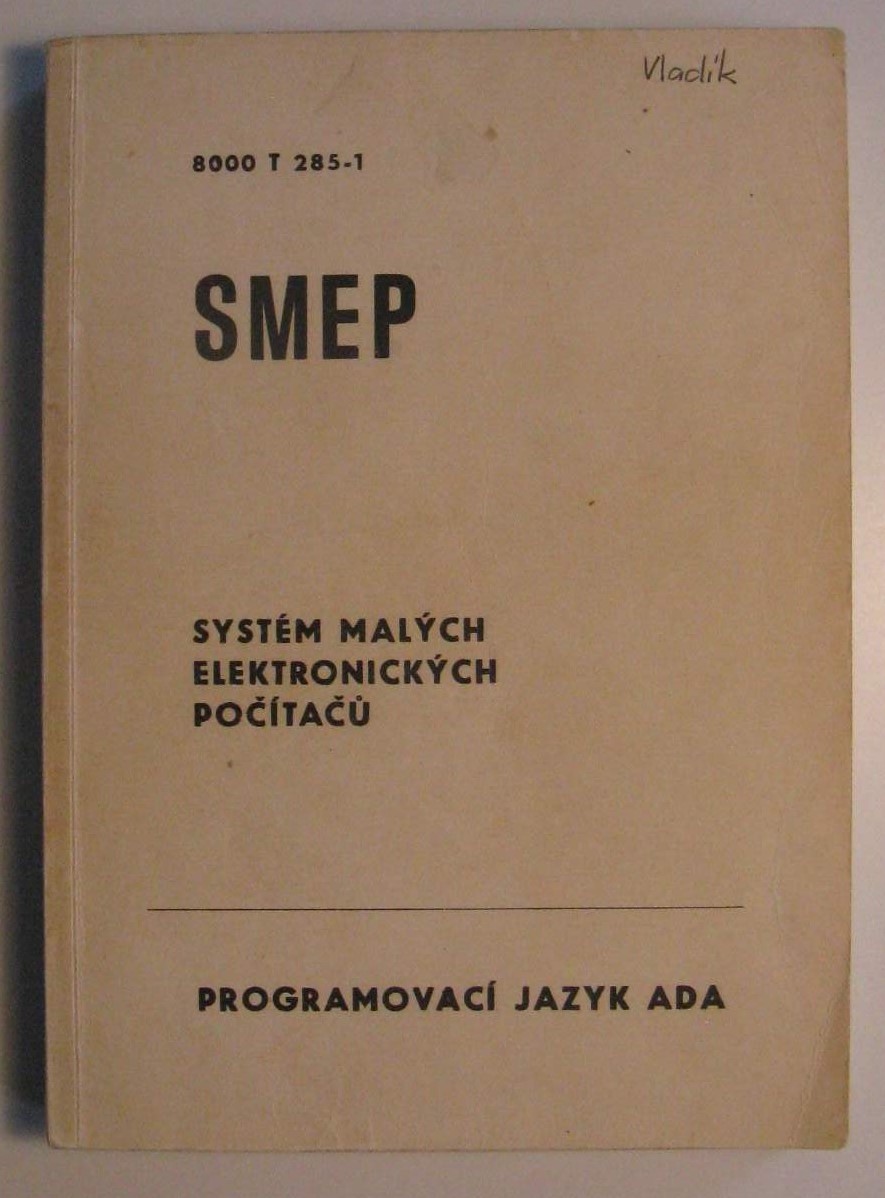 Vladík
8000 T 285-1
SMEP
SYSTÉM MALÝCH
ELEKTRONICKÝCH
POČÍTAČŮ
PROGRAMOVACÍ JAZYK ADA